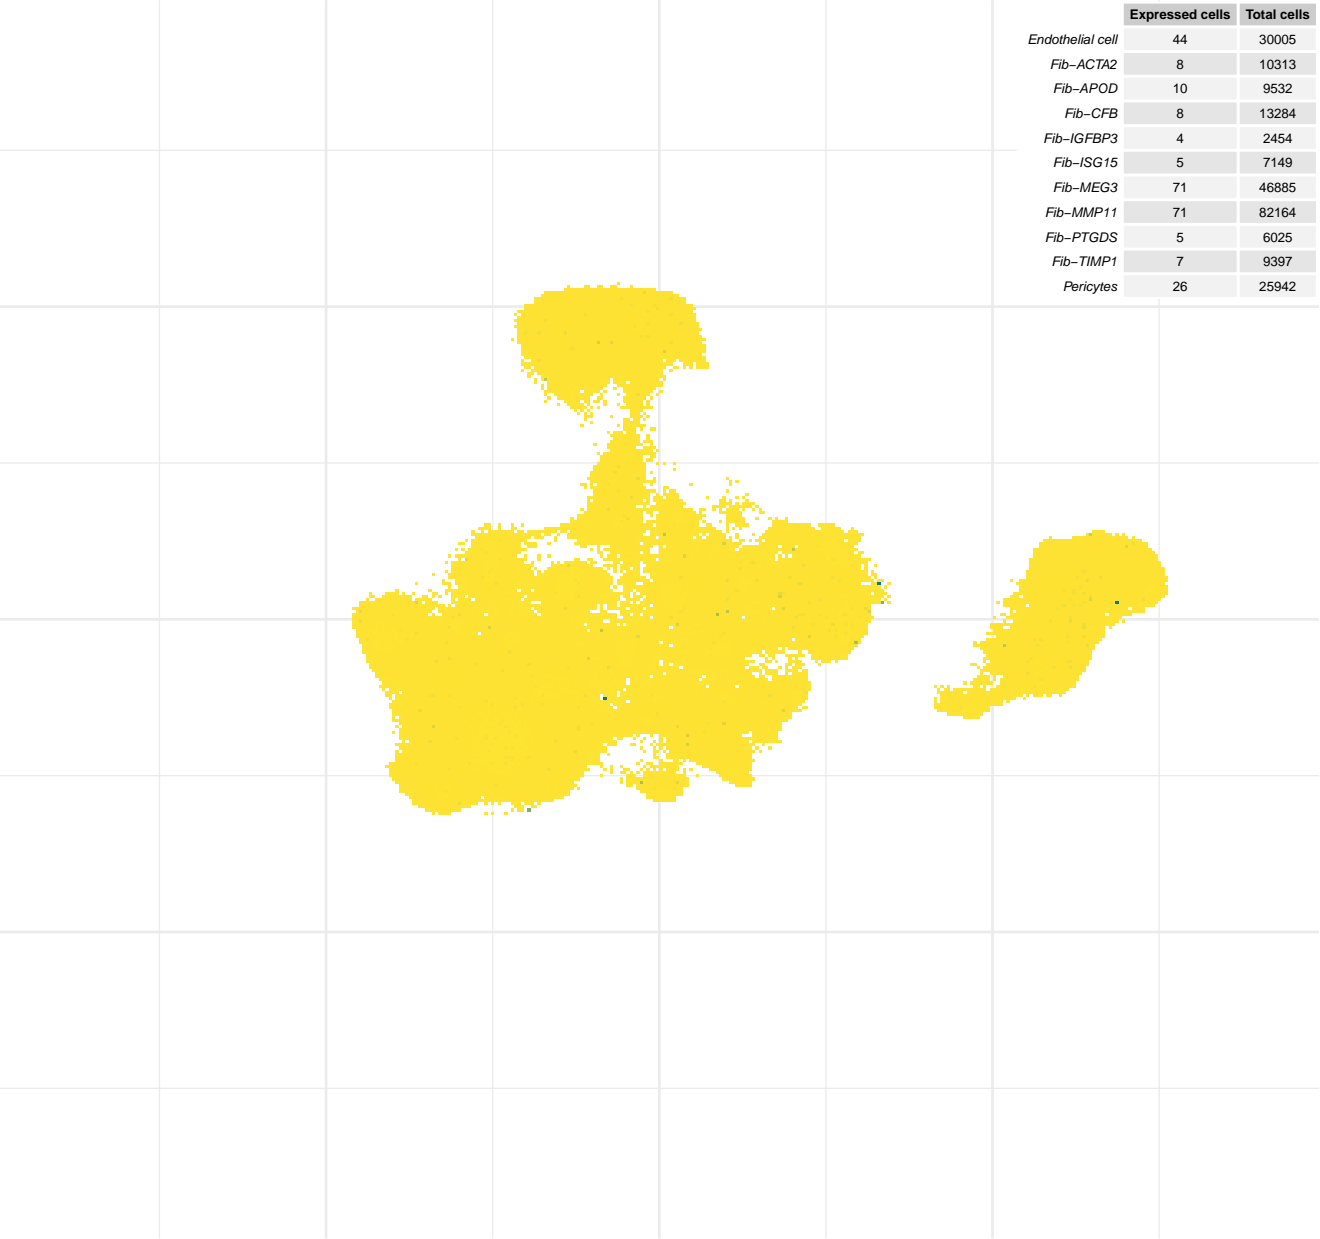 Expressed cells Total cells
Endothelial cell 44 30005
Fib−ACTA2 8 10313
Fib−APOD 10 9532
Fib−CFB 8 13284
Fib−IGFBP3 4 2454
Fib−ISG15 5 7149
Fib−MEG3 71 46885
Fib−MMP11 71 82164
Fib−PTGDS 5 6025
Fib−TIMP1 7 9397
Pericytes 26 25942